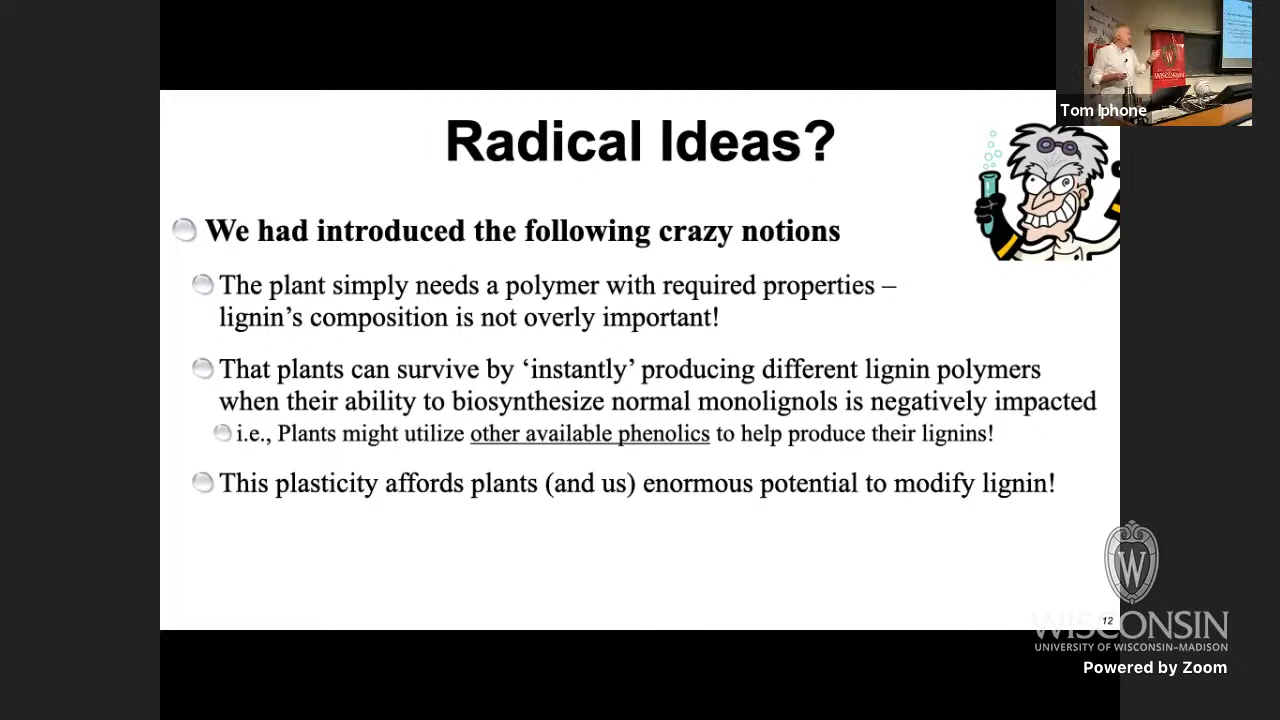 Tom Iphone
WISCONSIN
Radical Ideas?
We had introduced the following crazy notions
The plant simply needs a polymer with required properties –
lignin’s composition is not overly important!
That plants can survive by ‘instantly’ producing different lignin polymers
when their ability to biosynthesize normal monolignols is negatively impacted
i.e., Plants might utilize other available phenolics to help produce their lignins!
This plasticity affords plants (and us) enormous potential to modify lignin!
12
W
WISCONSIN
UNIVERSITY OF WISCONSIN–MADISON
Powered by Zoom